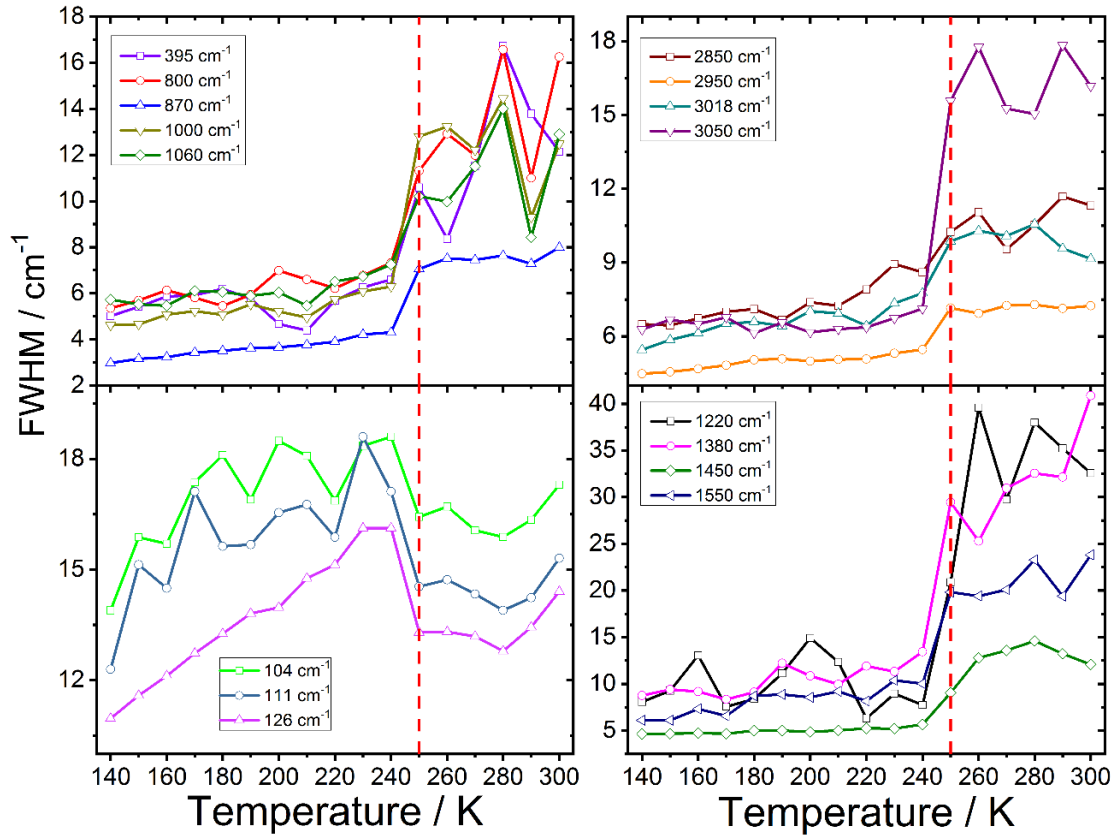 FWHM / cm⁻¹
18
16
14
12
10
8
6
4
2
395 cm⁻¹
800 cm⁻¹
870 cm⁻¹
1000 cm⁻¹
1060 cm⁻¹
18
15
12
9
6
2850 cm⁻¹
2950 cm⁻¹
3018 cm⁻¹
3050 cm⁻¹
18
15
12
104 cm⁻¹
111 cm⁻¹
126 cm⁻¹
140 160 180 200 220 240 260 280 300
Temperature / K
40
35
30
25
20
15
10
5
1220 cm⁻¹
1380 cm⁻¹
1450 cm⁻¹
1550 cm⁻¹
140 160 180 200 220 240 260 280 300
Temperature / K